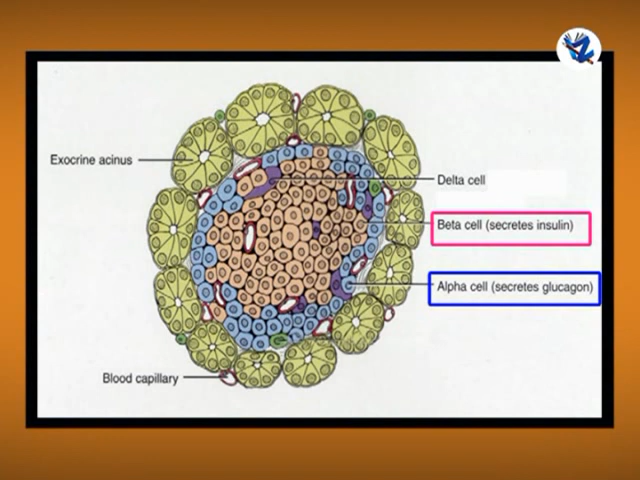 Exocrine acinus
Delta cell
Beta cell (secretes insulin)
Alpha cell (secretes glucagon)
Blood capillary